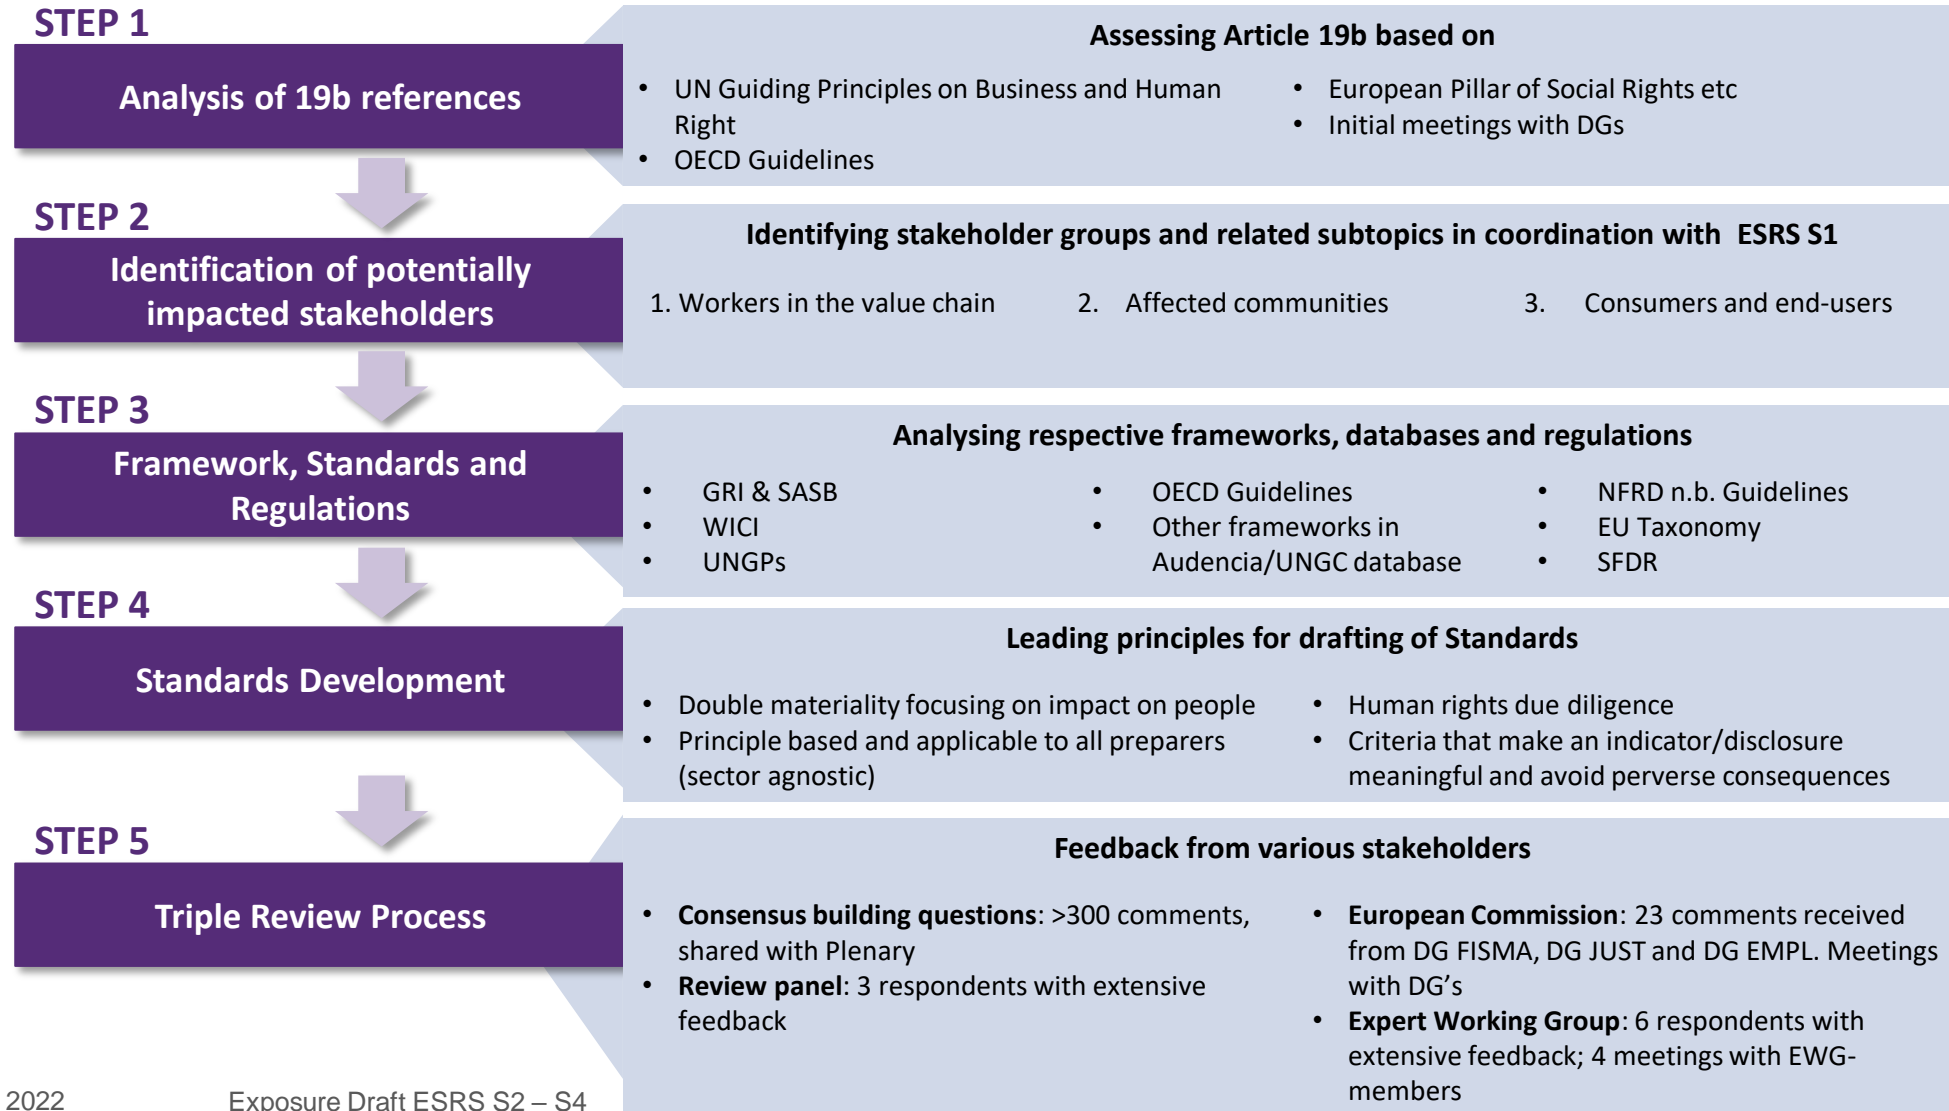 STEP 1
Analysis of 19b references
Assessing Article 19b based on
• UN Guiding Principles on Business and Human
Right
• OECD Guidelines
• European Pillar of Social Rights etc
• Initial meetings with DGs
STEP 2
Identification of potentially
impacted stakeholders
Identifying stakeholder groups and related subtopics in coordination with ESRS S1
1. Workers in the value chain
2. Affected communities
3. Consumers and end-users
STEP 3
Framework, Standards and
Regulations
Analysing respective frameworks, databases and regulations
• GRI & SASB
• WICI
• UNGPs
• OECD Guidelines
• Other frameworks in
Audencia/UNGC database
• NFRD n.b. Guidelines
• EU Taxonomy
• SFDR
STEP 4
Standards Development
Leading principles for drafting of Standards
• Double materiality focusing on impact on people
• Principle based and applicable to all preparers
(sector agnostic)
• Human rights due diligence
• Criteria that make an indicator/disclosure
meaningful and avoid perverse consequences
STEP 5
Triple Review Process
Feedback from various stakeholders
• Consensus building questions: >300 comments,
shared with Plenary
• Review panel: 3 respondents with extensive
feedback
• European Commission: 23 comments received
from DG FISMA, DG JUST and DG EMPL. Meetings
with DG’s
• Expert Working Group: 6 respondents with
extensive feedback; 4 meetings with EWG-
members
2022
Exposure Draft ESRS S2 – S4